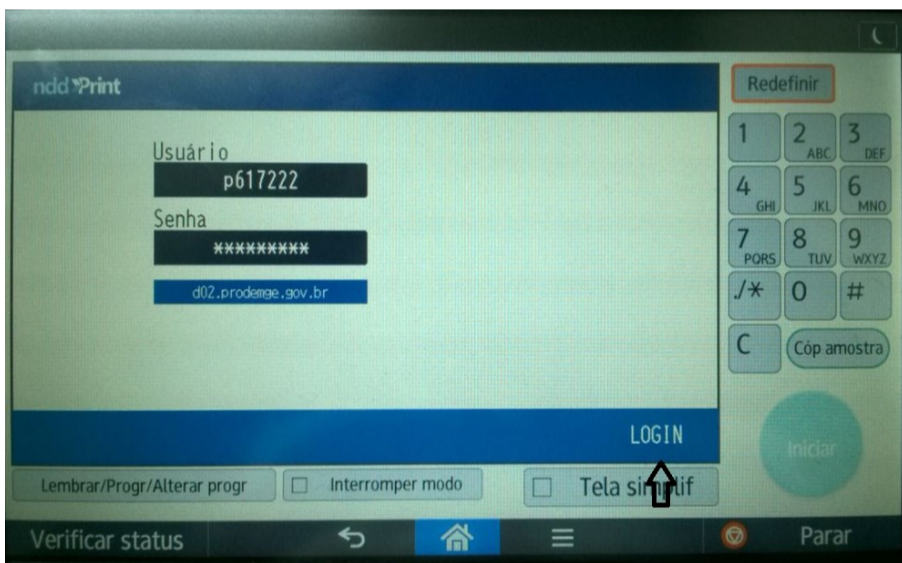 ndd Print
Redefinir
Usuário
p617222
Senha
*********
d02.prodemge.gov.br
1
2 ABC
3 DEF
4 GHI
5 JKL
6 MNO
7 PQRS
8 TUV
9 WXYZ
./*
0
#
C
Cóp amostra
LOGIN
Iniciar
Lembrar/Progr/Alterar progr
Interromper modo
Tela simplif
Verificar status
Parar